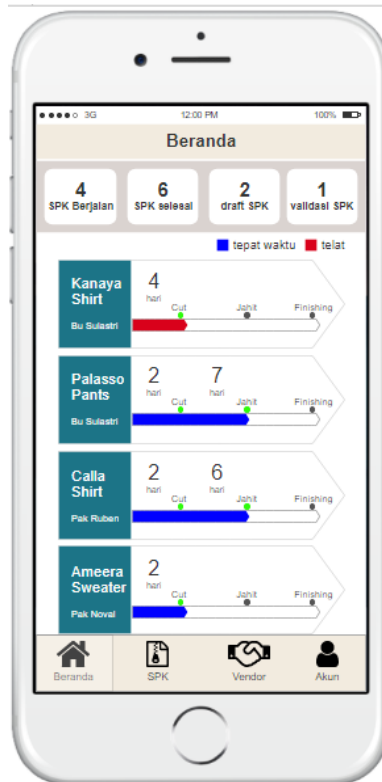 3G 12:00 PM 100%
Beranda
4 6 2 1
SPK Berjalan SPK selesai draft SPK validasi SPK
tepat waktu telat
Kanaya
Shirt
Bu Sulastri
4
hari
Cut Jahit Finishing
Palasso
Pants
Bu Sulastri
2 7
hari hari
Cut Jahit Finishing
Calla
Shirt
Pak Ruben
2 6
hari hari
Cut Jahit Finishing
Ameera
Sweater
Pak Noval
2
hari
Cut Jahit Finishing
Beranda SPK Vendor Akun